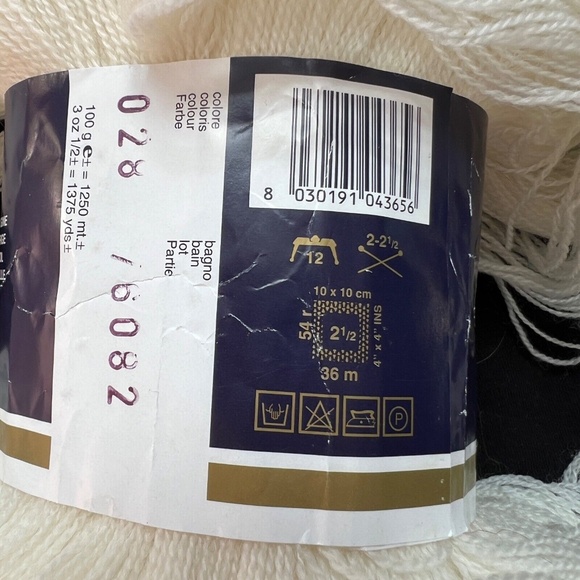 colore
coloris
colour
Farbe
028
bagno
bain
lot
Partie
/6082
100 g e ± = 1250 mt.±
3 oz 1/2± = 1375 yds±
8 030191 043656
12
2-2 1/2
10 x 10 cm
54 r
2 1/2
4" x 4" INS
36 m
P